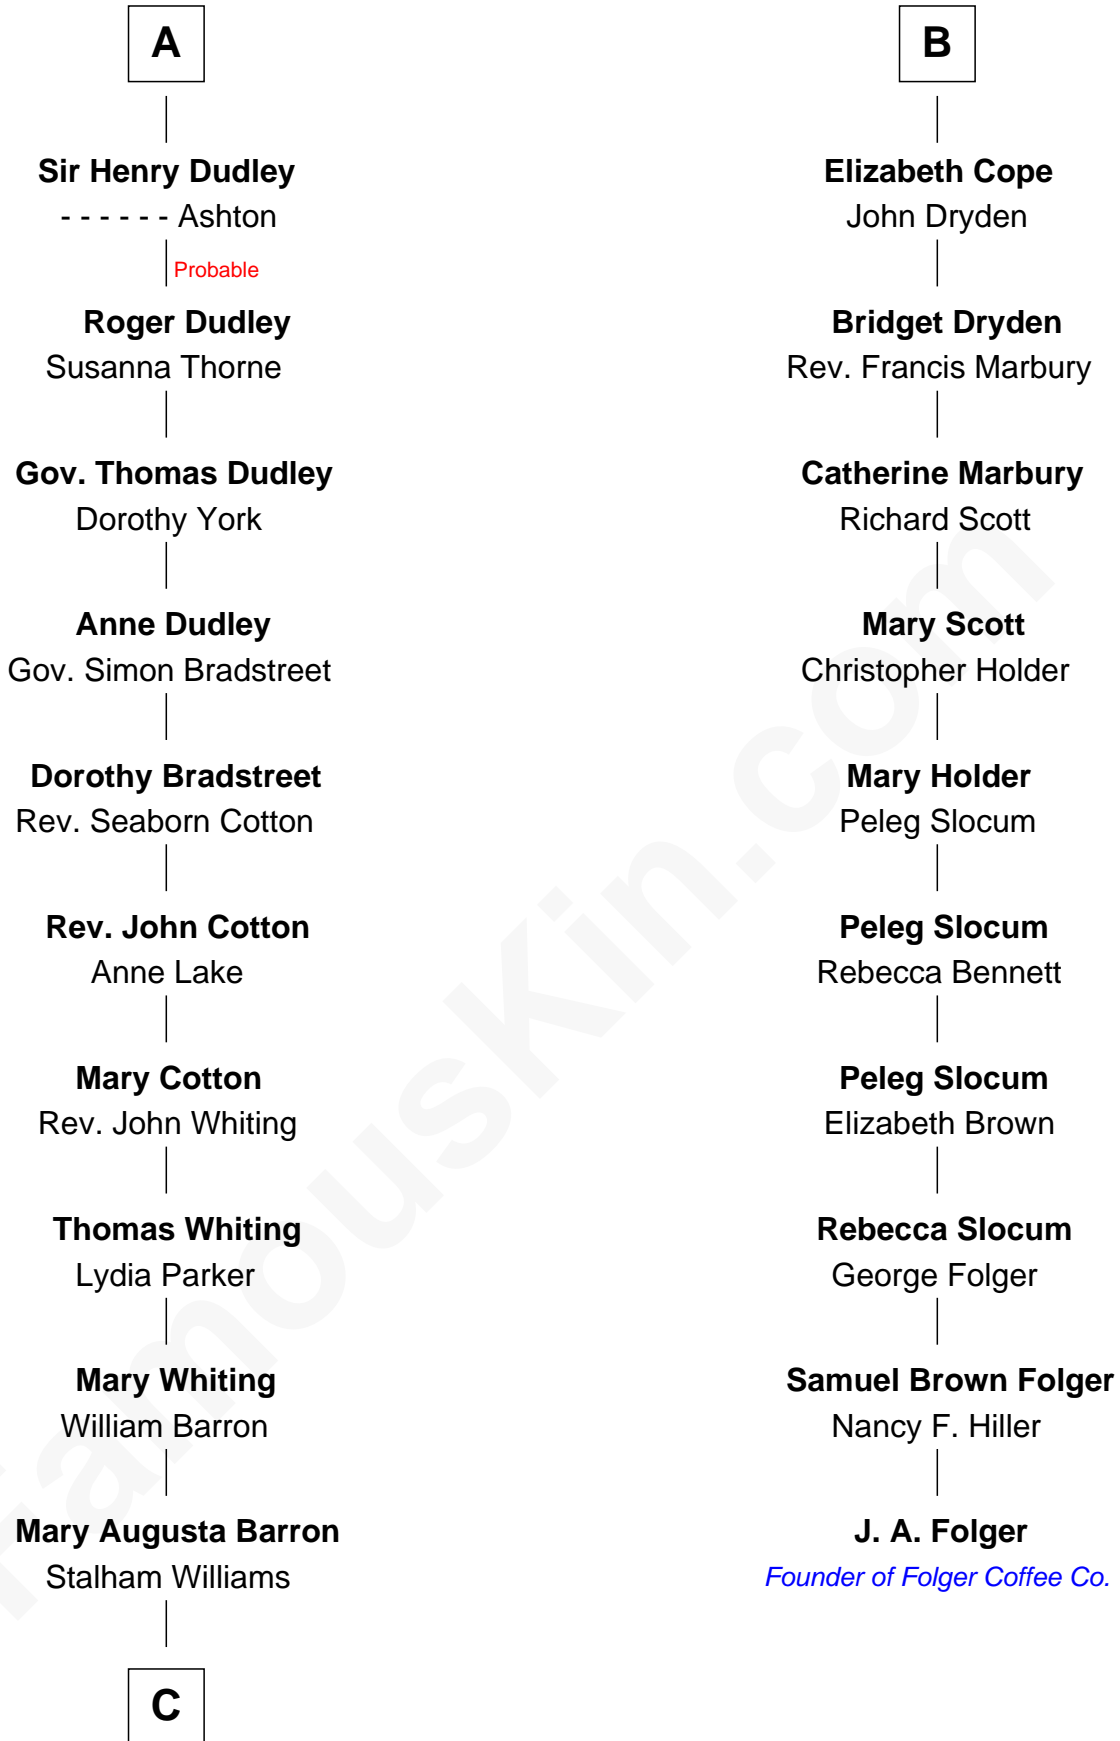 A
Sir Henry Dudley
- - - - - - Ashton
Probable
Roger Dudley
Susanna Thorne
Gov. Thomas Dudley
Dorothy York
Anne Dudley
Gov. Simon Bradstreet
Dorothy Bradstreet
Rev. Seaborn Cotton
Rev. John Cotton
Anne Lake
Mary Cotton
Rev. John Whiting
Thomas Whiting
Lydia Parker
Mary Whiting
William Barron
Mary Augusta Barron
Stalham Williams
C
B
Elizabeth Cope
John Dryden
Bridget Dryden
Rev. Francis Marbury
Catherine Marbury
Richard Scott
Mary Scott
Christopher Holder
Mary Holder
Peleg Slocum
Peleg Slocum
Rebecca Bennett
Peleg Slocum
Elizabeth Brown
Rebecca Slocum
George Folger
Samuel Brown Folger
Nancy F. Hiller
J. A. Folger
Founder of Folger Coffee Co.
FamousKin.com